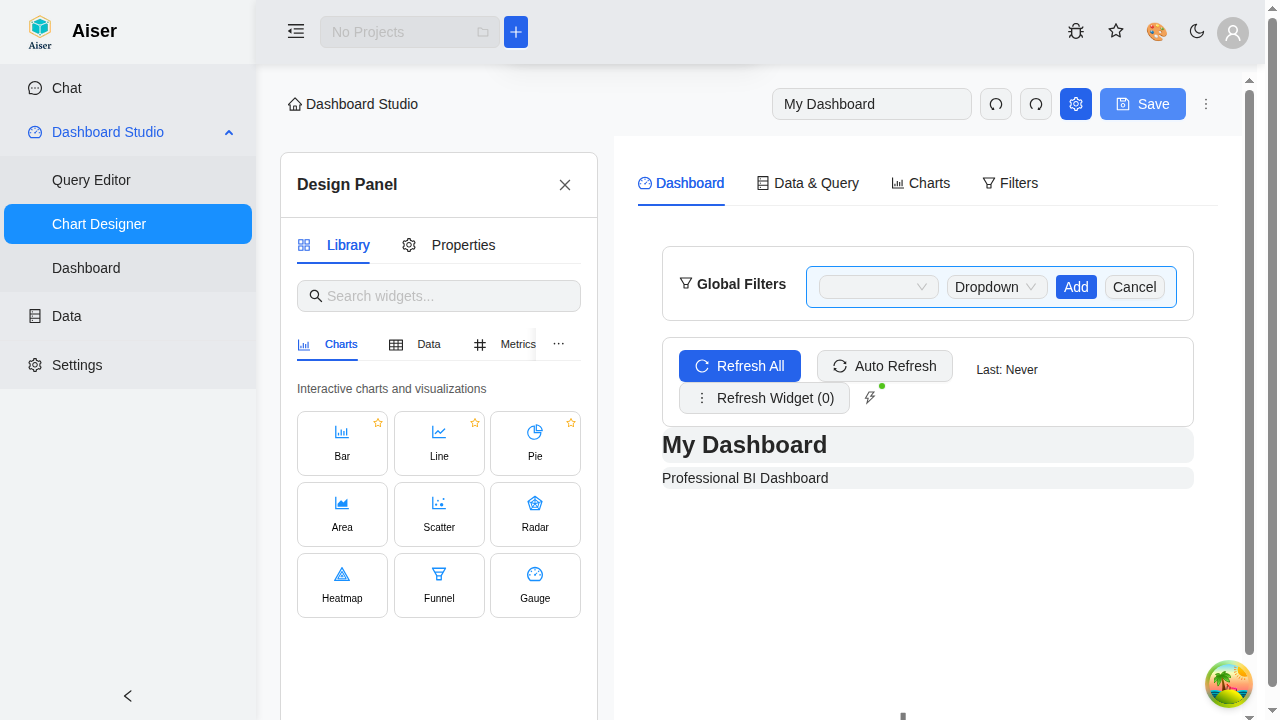 Aiser
Aiser
No Projects
Chat
Dashboard Studio
Query Editor
Chart Designer
Dashboard
Data
Settings
Dashboard Studio
My Dashboard
Save
Design Panel
Library
Properties
Search widgets...
Charts
Data
Metrics
Interactive charts and visualizations
Bar
Line
Pie
Area
Scatter
Radar
Heatmap
Funnel
Gauge
Dashboard
Data & Query
Charts
Filters
Global Filters
Dropdown
Add
Cancel
Refresh All
Auto Refresh
Last: Never
Refresh Widget (0)
My Dashboard
Professional BI Dashboard